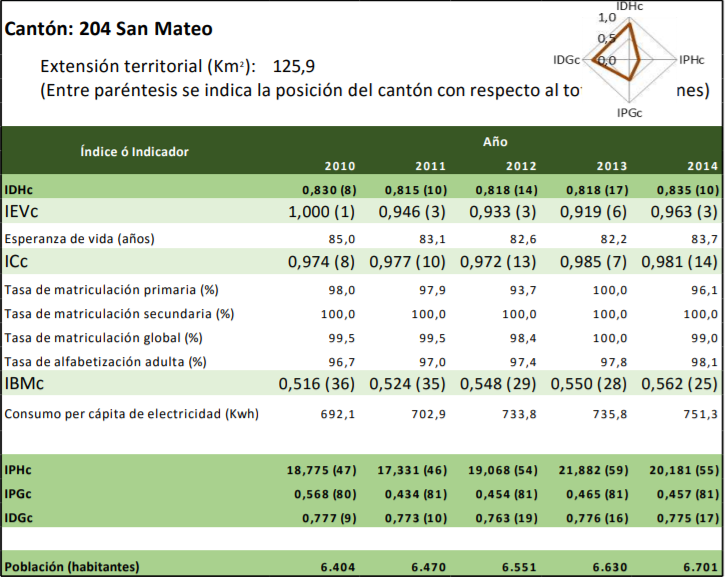 IDHc
1,0
0,5
0,0
IDGc
IPHc
IPGc
Cantón: 204 San Mateo
Extensión territorial (Km²): 125,9
(Entre paréntesis se indica la posición del cantón con respecto al nes)
Índice ó Indicador Año
2010 2011 2012 2013 2014
IDHc 0,830 (8) 0,815 (10) 0,818 (14) 0,818 (17) 0,835 (10)
IEVc 1,000 (1) 0,946 (3) 0,933 (3) 0,919 (6) 0,963 (3)
Esperanza de vida (años) 85,0 83,1 82,6 82,2 83,7
ICc 0,974 (8) 0,977 (10) 0,972 (13) 0,985 (7) 0,981 (14)
Tasa de matriculación primaria (%) 98,0 97,9 93,7 100,0 96,1
Tasa de matriculación secundaria (%) 100,0 100,0 100,0 100,0 100,0
Tasa de matriculación global (%) 99,5 99,5 98,4 100,0 99,0
Tasa de alfabetización adulta (%) 96,7 97,0 97,4 97,8 98,1
IBMc 0,516 (36) 0,524 (35) 0,548 (29) 0,550 (28) 0,562 (25)
Consumo per cápita de electricidad (Kwh) 692,1 702,9 733,8 735,8 751,3
IPHc 18,775 (47) 17,331 (46) 19,068 (54) 21,882 (59) 20,181 (55)
IPGc 0,568 (80) 0,434 (81) 0,454 (81) 0,465 (81) 0,457 (81)
IDGc 0,777 (9) 0,773 (10) 0,763 (19) 0,776 (16) 0,775 (17)
Población (habitantes) 6.404 6.470 6.551 6.630 6.701